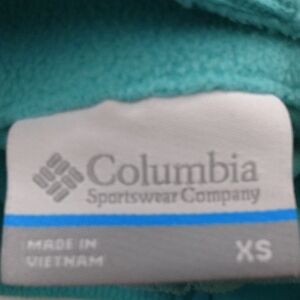 Columbia
Sportswear Company
MADE IN
VIETNAM
XS